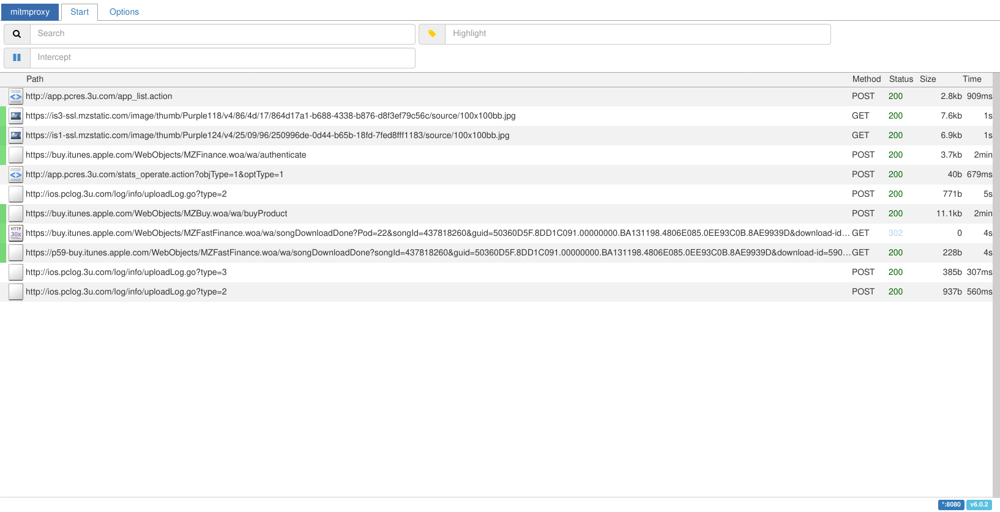 mitmproxy Start Options
Search Highlight
Intercept
Path Method Status Size Time
http://app.pcres.3u.com/app_list.action POST 200 2.8kb 909ms
https://is3-ssl.mzstatic.com/image/thumb/Purple118/v4/86/4d/17/864d17a1-b688-4338-b876-d8f3ef79c56c/source/100x100bb.jpg GET 200 7.6kb 1s
https://is1-ssl.mzstatic.com/image/thumb/Purple124/v4/25/09/96/250996de-0d44-b65b-18fd-7fed8fff1183/source/100x100bb.jpg GET 200 6.9kb 1s
https://buy.itunes.apple.com/WebObjects/MZFinance.woa/wa/authenticate POST 200 3.7kb 2min
http://app.pcres.3u.com/stats_operate.action?objType=1&optType=1 POST 200 40b 679ms
http://ios.pclog.3u.com/log/info/uploadLog.go?type=2 POST 200 771b 5s
https://buy.itunes.apple.com/WebObjects/MZBuy.woa/wa/buyProduct POST 200 11.1kb 2min
HTTP 30x https://buy.itunes.apple.com/WebObjects/MZFastFinance.woa/wa/songDownloadDone?Pod=22&songId=437818260&guid=50360D5F.8DD1C091.00000000.BA131198.4806E085.0EE93C0B.8AE9939D&download-id... GET 302 0 4s
https://p59-buy.itunes.apple.com/WebObjects/MZFastFinance.woa/wa/songDownloadDone?songId=437818260&guid=50360D5F.8DD1C091.00000000.BA131198.4806E085.0EE93C0B.8AE9939D&download-id=590... GET 200 228b 4s
http://ios.pclog.3u.com/log/info/uploadLog.go?type=3 POST 200 385b 307ms
http://ios.pclog.3u.com/log/info/uploadLog.go?type=2 POST 200 937b 560ms
*:8080 v6.0.2